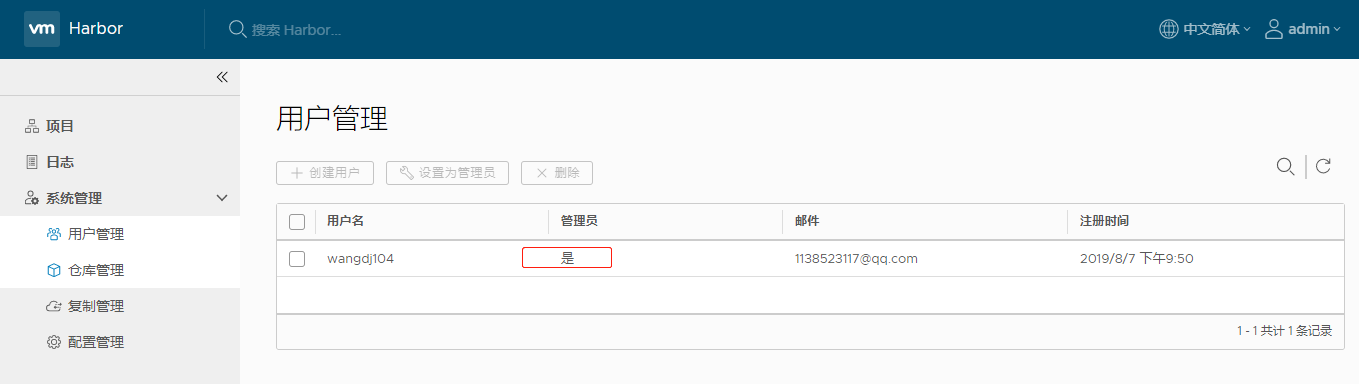 vm Harbor 搜索 Harbor... 中文简体 admin
项目
日志
系统管理
用户管理
仓库管理
复制管理
配置管理
用户管理
创建用户 设置为管理员 删除
用户名 管理员 邮件 注册时间
wangdj104 是 1138523117@qq.com 2019/8/7 下午9:50
1 - 1 共计 1 条记录